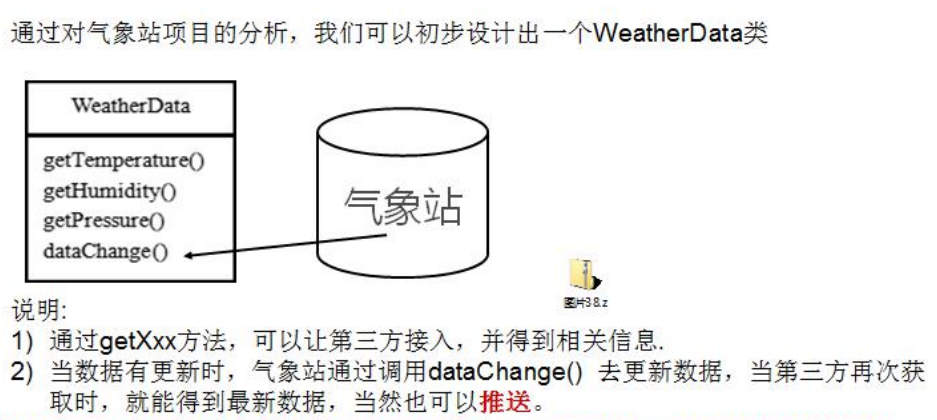 通过对气象站项目的分析，我们可以初步设计出一个WeatherData类
WeatherData
getTemperature()
getHumidity()
getPressure()
dataChange()
气象站
图片38.z
说明:
1) 通过getXxx方法，可以让第三方接入，并得到相关信息.
2) 当数据有更新时，气象站通过调用dataChange() 去更新数据，当第三方再次获
取时，就能得到最新数据，当然也可以推送。